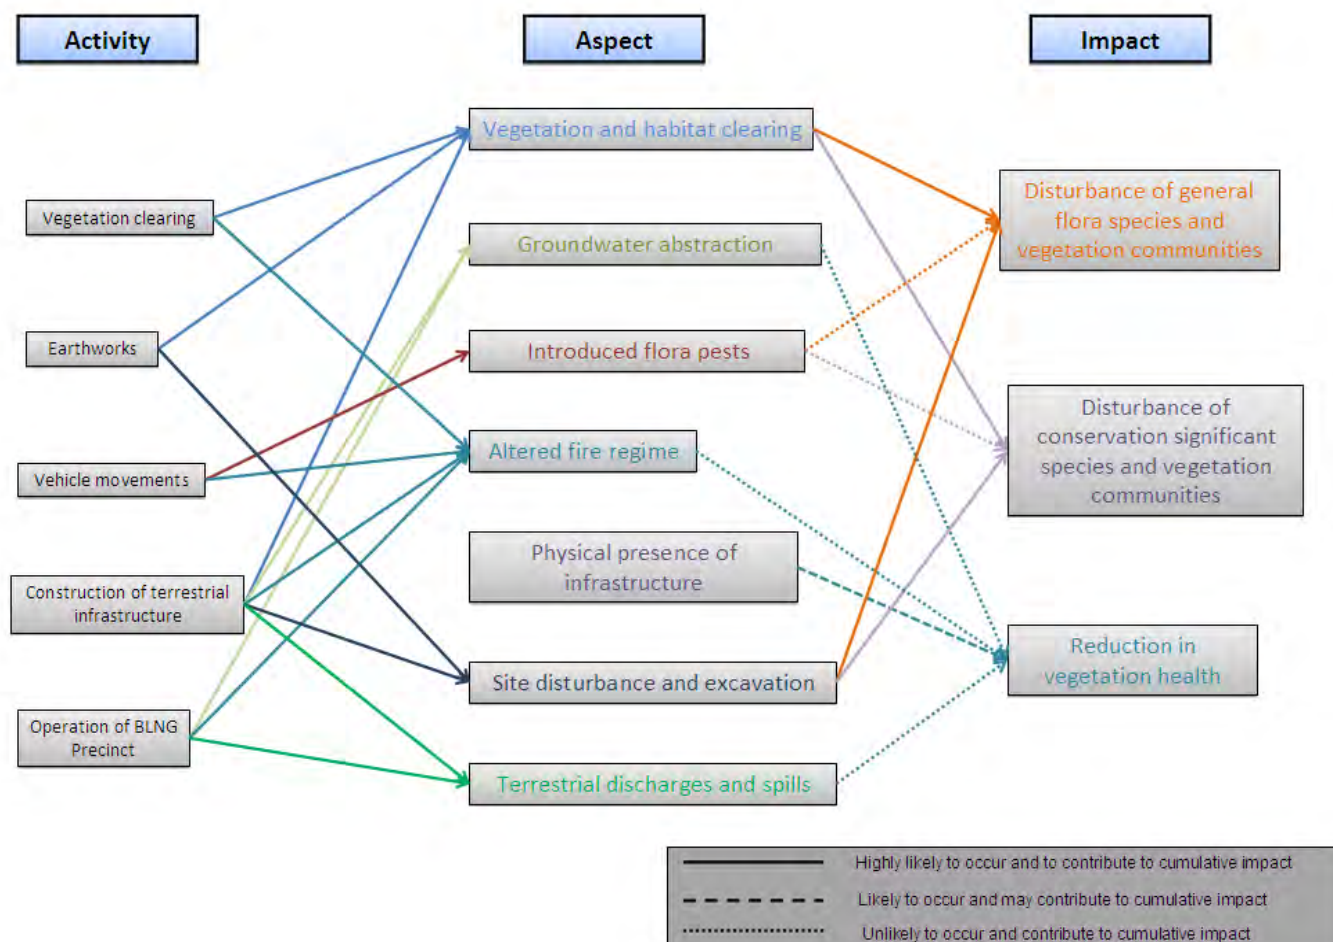 Activity
Aspect
Impact
Vegetation and habitat clearing
Disturbance of general
flora species and
vegetation communities
Vegetation clearing
Groundwater abstraction
Earthworks
Introduced flora pests
Disturbance of
conservation significant
species and vegetation
communities
Altered fire regime
Vehicle movements
Physical presence of
infrastructure
Construction of terrestrial
infrastructure
Reduction in
vegetation health
Site disturbance and excavation
Operation of BLNG
Precinct
Terrestrial discharges and spills
Highly likely to occur and to contribute to cumulative impact
Likely to occur and may contribute to cumulative impact
Unlikely to occur and contribute to cumulative impact